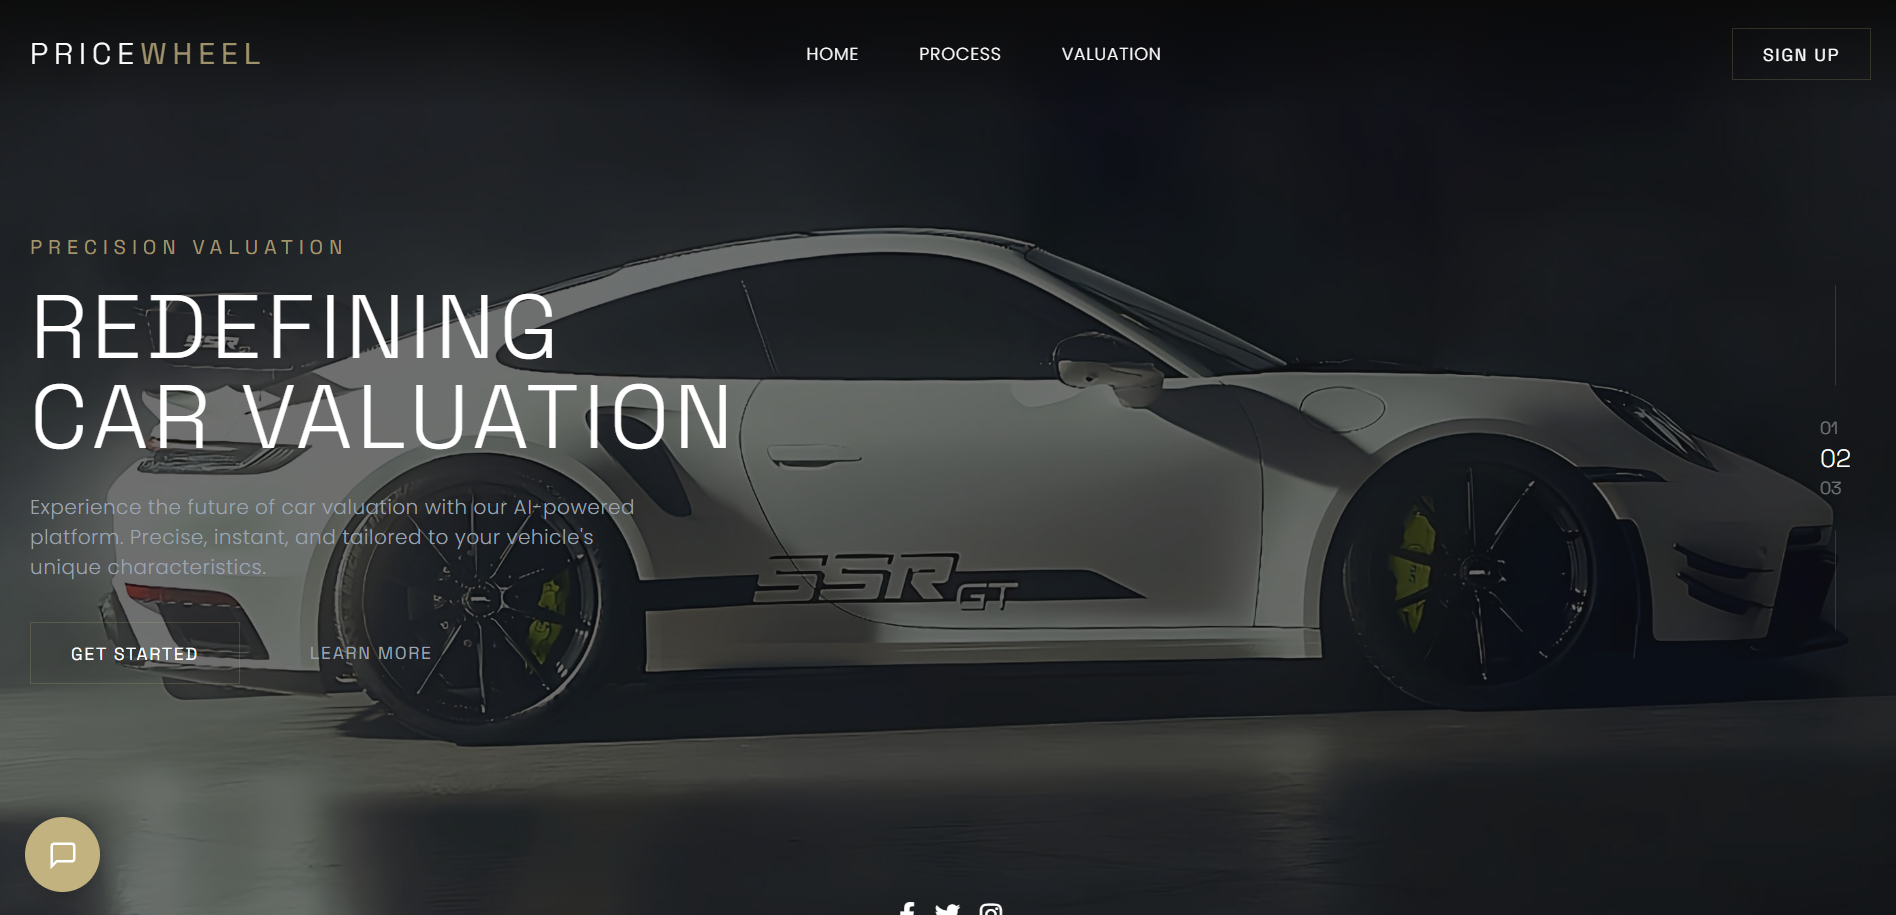 PRICEWHEEL
HOME
PROCESS
VALUATION
SIGN UP
PRECISION VALUATION
REDEFINING
CAR VALUATION
SSR
Experience the future of car valuation with our AI-powered
platform. Precise, instant, and tailored to your vehicle's
unique characteristics.
GET STARTED
LEARN MORE
SSR GT
01
02
03